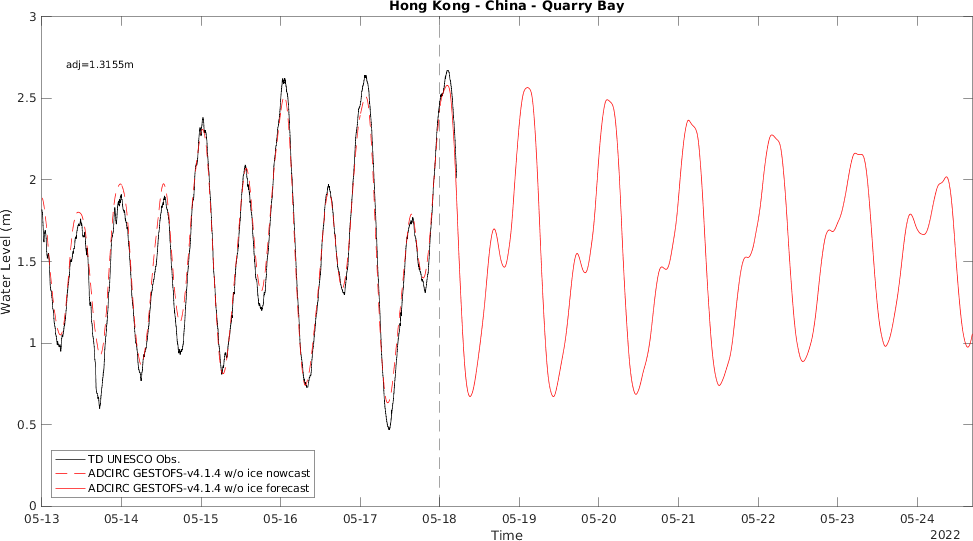 Hong Kong - China - Quarry Bay
3
adj=1.3155m
2.5
2
1.5
1
0.5
0
Water Level (m)
TD UNESCO Obs.
ADCIRC GESTOFS-v4.1.4 w/o ice nowcast
ADCIRC GESTOFS-v4.1.4 w/o ice forecast
05-13 05-14 05-15 05-16 05-17 05-18 05-19 05-20 05-21 05-22 05-23 05-24
Time
2022